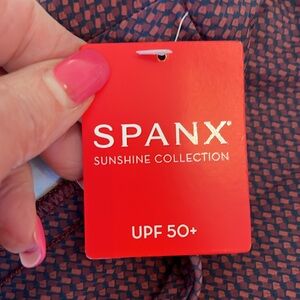 SPANX®
SUNSHINE COLLECTION
UPF 50+